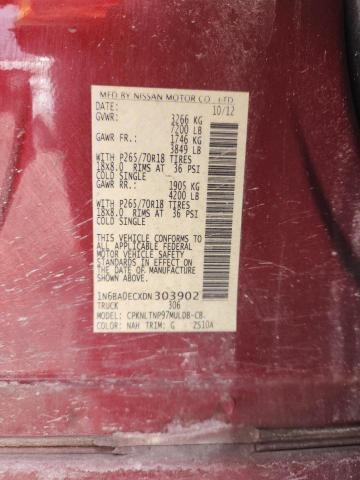 MFD BY NISSAN MOTOR CO., LTD.
DATE: 10/12
GVWR: 3266 KG
7200 LB
GAWR FR.: 1746 KG
3849 LB
WITH P265/70R18 TIRES
18X8.0 RIMS AT 36 PSI
COLD SINGLE
GAWR RR.: 1905 KG
4200 LB
WITH P265/70R18 TIRES
18X8.0 RIMS AT 36 PSI
COLD SINGLE
THIS VEHICLE CONFORMS TO
ALL APPLICABLE FEDERAL
MOTOR VEHICLE SAFETY
STANDARDS IN EFFECT ON
THE DATE OF MANUFACTURE
SHOWN ABOVE.
1N6BA0ECXDN303902
TRUCK 306
MODEL: CPKNLTNP97MULDB-CB.
COLOR: NAH TRIM: G ZS10A